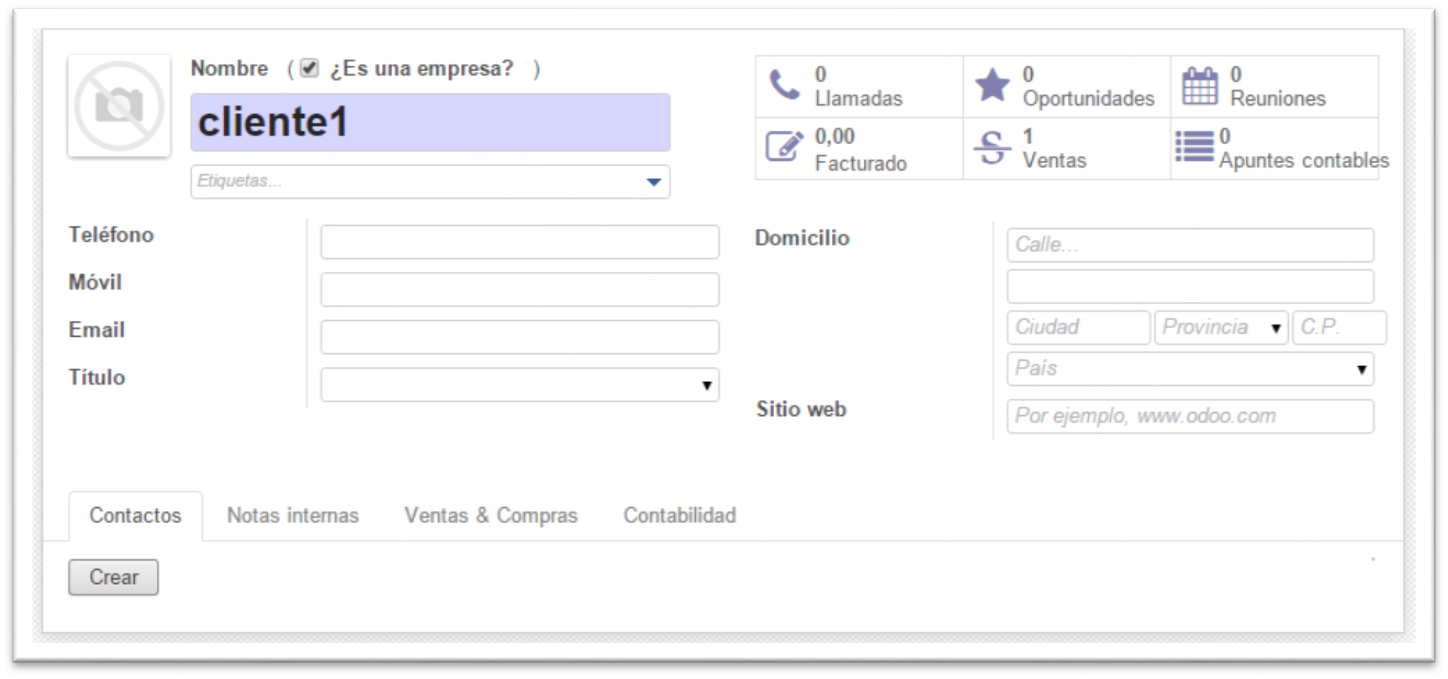 Nombre ( ¿Es una empresa? )
cliente1
Etiquetas...
0
Llamadas
0
Oportunidades
0
Reuniones
0,00
Facturado
1
Ventas
0
Apuntes contables
Teléfono
Móvil
Email
Título
Domicilio
Calle...
Ciudad Provincia C.P.
País
Sitio web
Por ejemplo, www.odoo.com
Contactos Notas internas Ventas & Compras Contabilidad
Crear